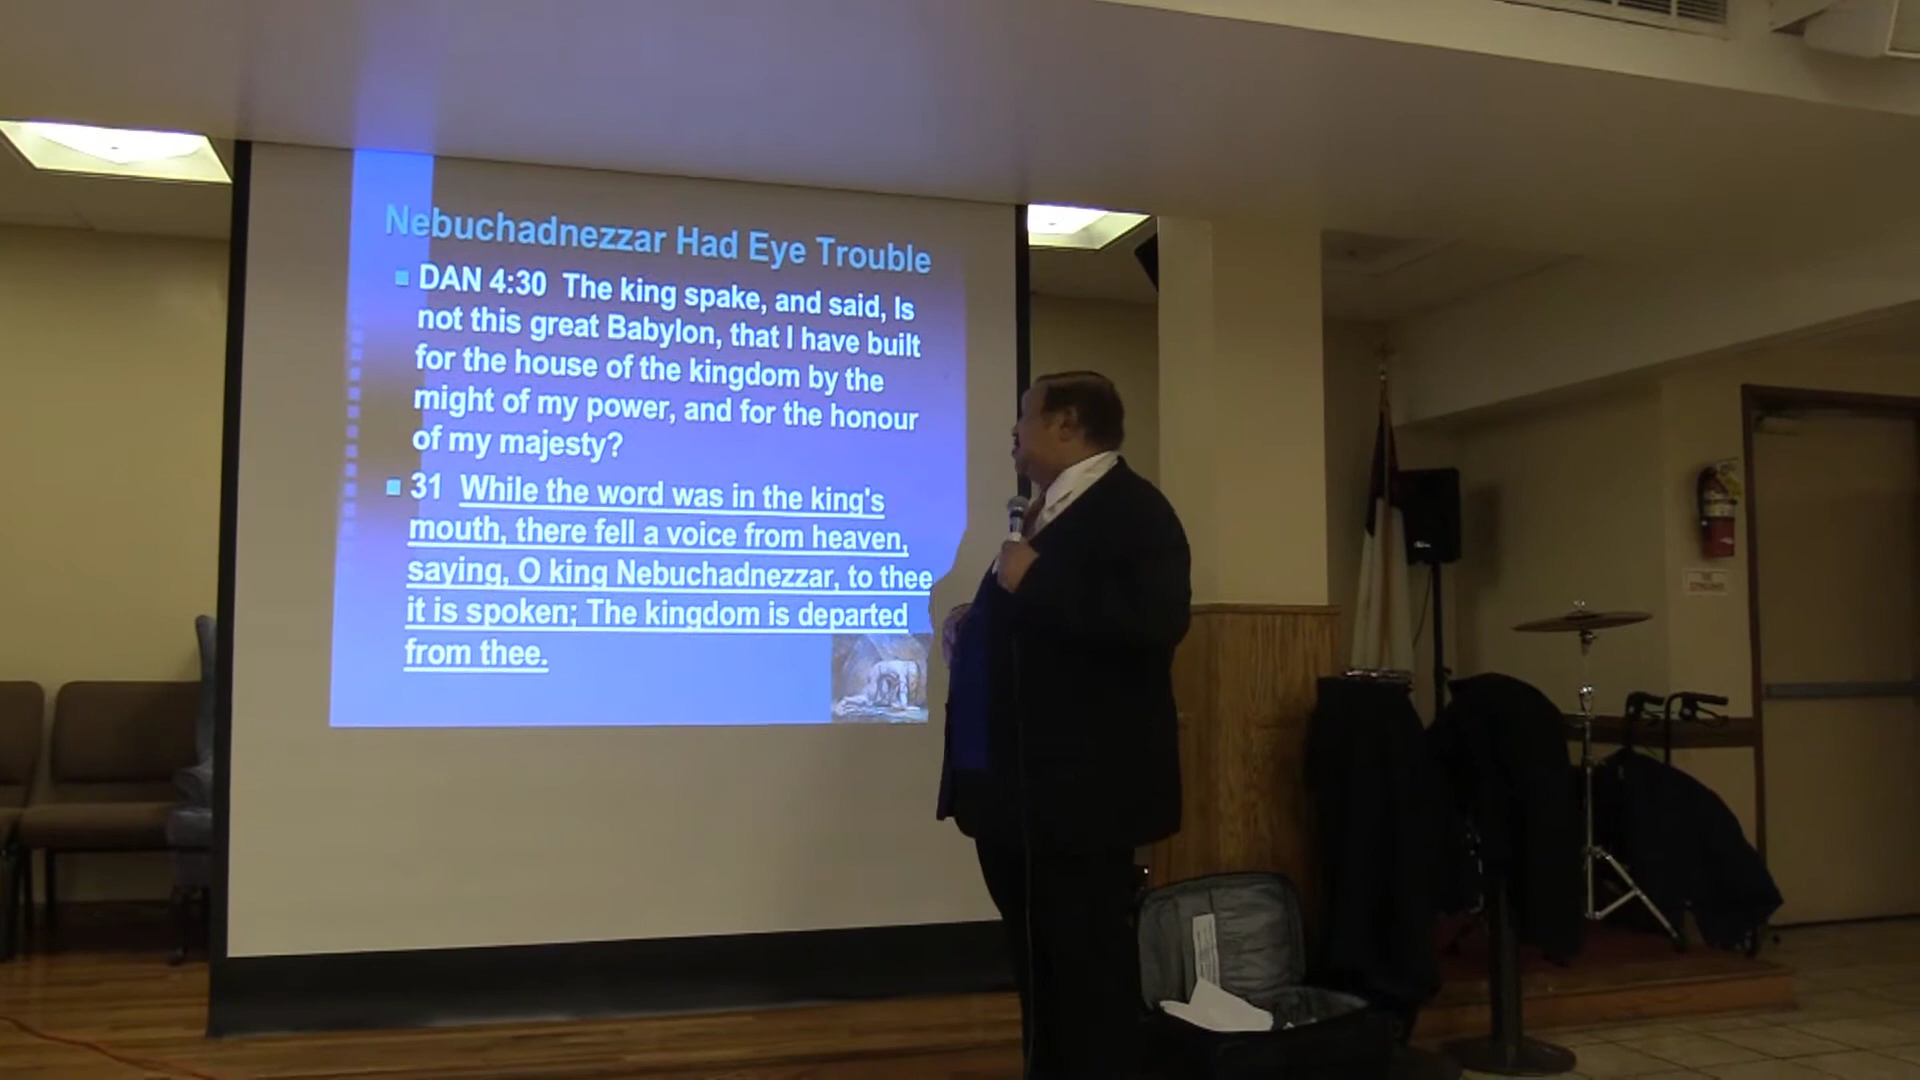 Nebuchadnezzar Had Eye Trouble
DAN 4:30 The king spake, and said, Is
not this great Babylon, that I have built
for the house of the kingdom by the
might of my power, and for the honour
of my majesty?
31 While the word was in the king's
mouth, there fell a voice from heaven,
saying, O king Nebuchadnezzar, to thee
it is spoken; The kingdom is departed
from thee.